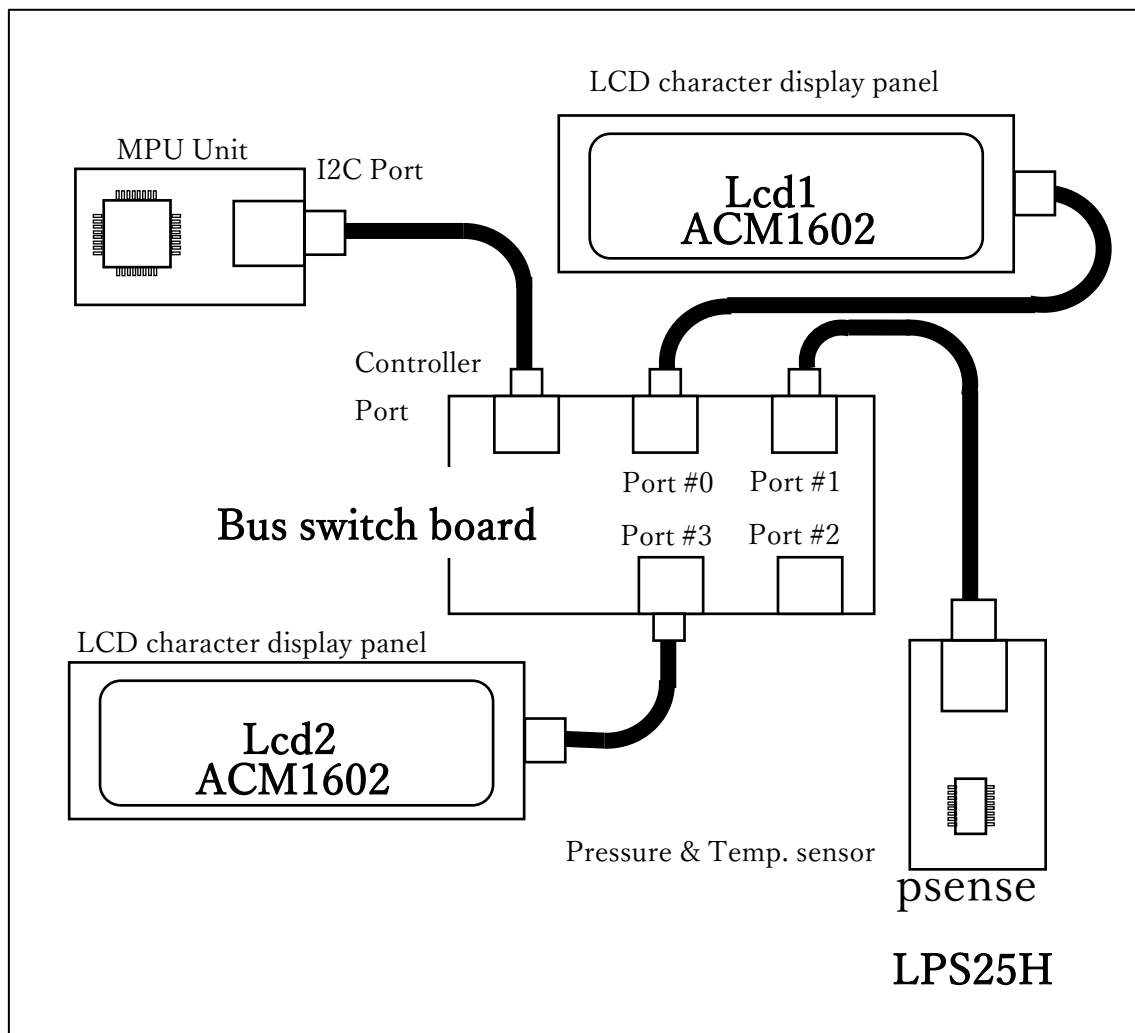 LCD character display panel
MPU Unit
I2C Port
Lcd1
ACM1602
Controller
Port
Port #0
Port #1
Bus switch board
Port #3
Port #2
LCD character display panel
Lcd2
ACM1602
Pressure & Temp. sensor
psense
LPS25H